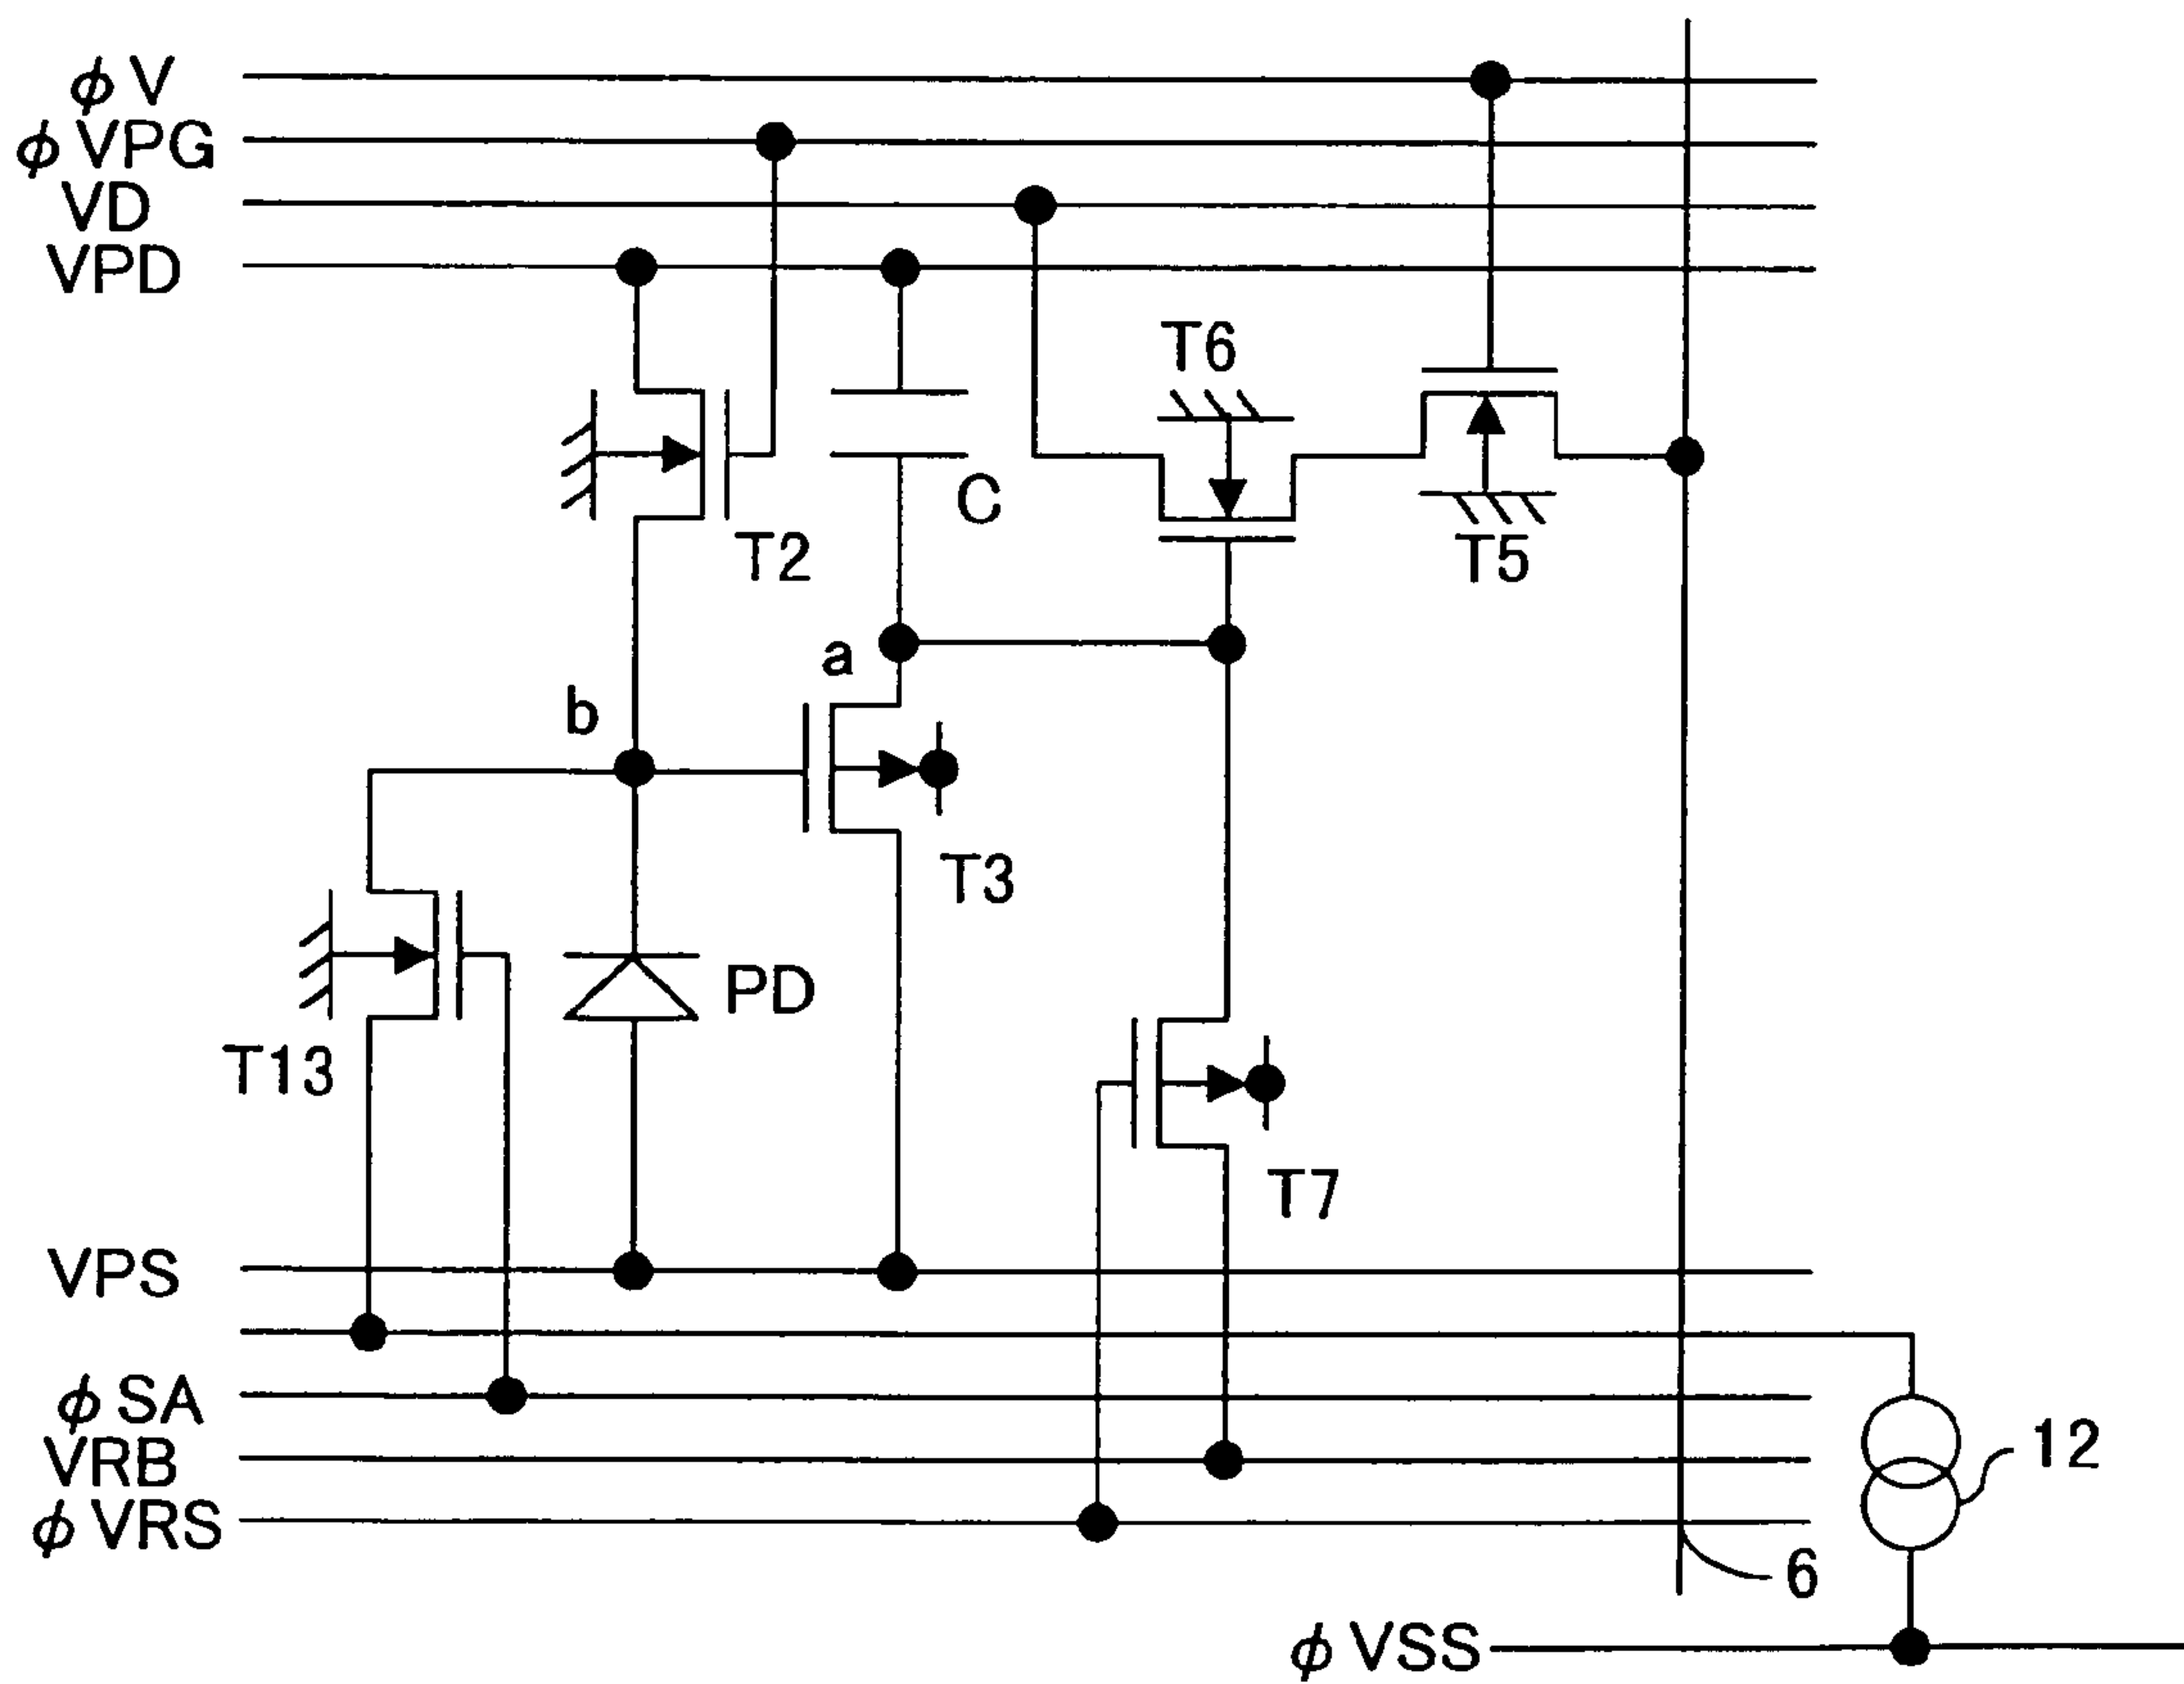 ϕV
ϕVPG
VD
VPD
T6
C
T2
T5
a
b
T3
PD
T13
T7
VPS
ϕSA
12
VRB
ϕVRS
6
ϕVSS